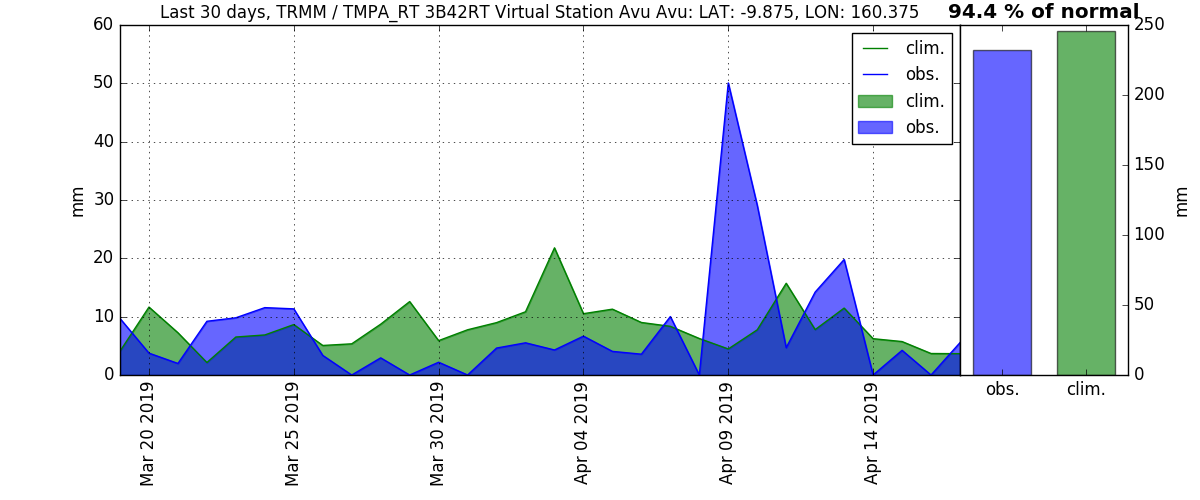 Last 30 days, TRMM / TMPA_RT 3B42RT Virtual Station Avu Avu: LAT: -9.875, LON: 160.375
94.4 % of normal
60
50
40
30
20
10
0
mm
clim.
obs.
clim.
obs.
Mar 20 2019
Mar 25 2019
Mar 30 2019
Apr 04 2019
Apr 09 2019
Apr 14 2019
250
200
150
100
50
0
mm
obs.
clim.